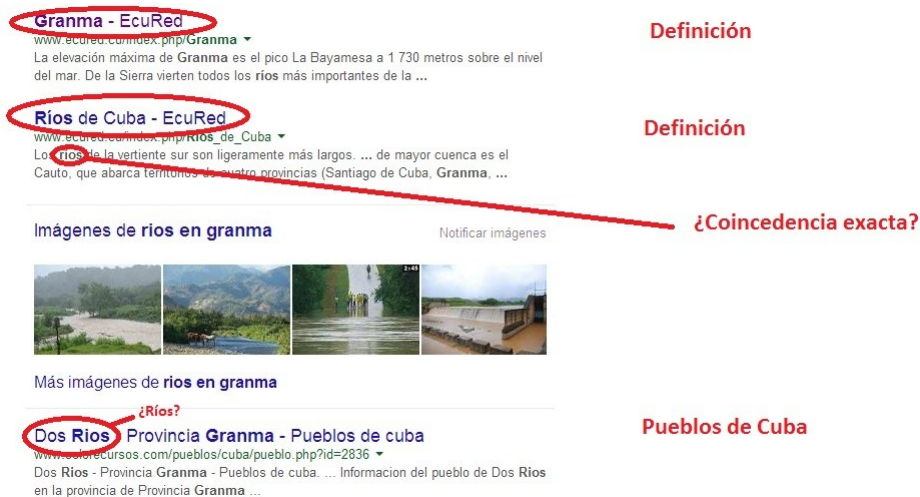 Granma - EcuRed
Definición
www.ecured.cu/index.php/Granma
La elevación máxima de Granma es el pico La Bayamesa a 1 730 metros sobre el nivel
del mar. De la Sierra vierten todos los ríos más importantes de la ...
Ríos de Cuba - EcuRed
Definición
www.ecured.cu/index.php/Ríos_de_Cuba
Los ríos de la vertiente sur son ligeramente más largos. ... de mayor cuenca es el
Cauto, que abarca territorios de cuatro provincias (Santiago de Cuba, Granma, ...
¿Coincedencia exacta?
Imágenes de rios en granma
Notificar imágenes
2:45
Más imágenes de rios en granma
¿Ríos?
Dos Rios - Provincia Granma - Pueblos de cuba
Pueblos de Cuba
recursos.com/pueblos/cuba/pueblo.php?id=2836
Dos Rios - Provincia Granma - Pueblos de cuba. ... Informacion del pueblo de Dos Rios
en la provincia de Provincia Granma ...